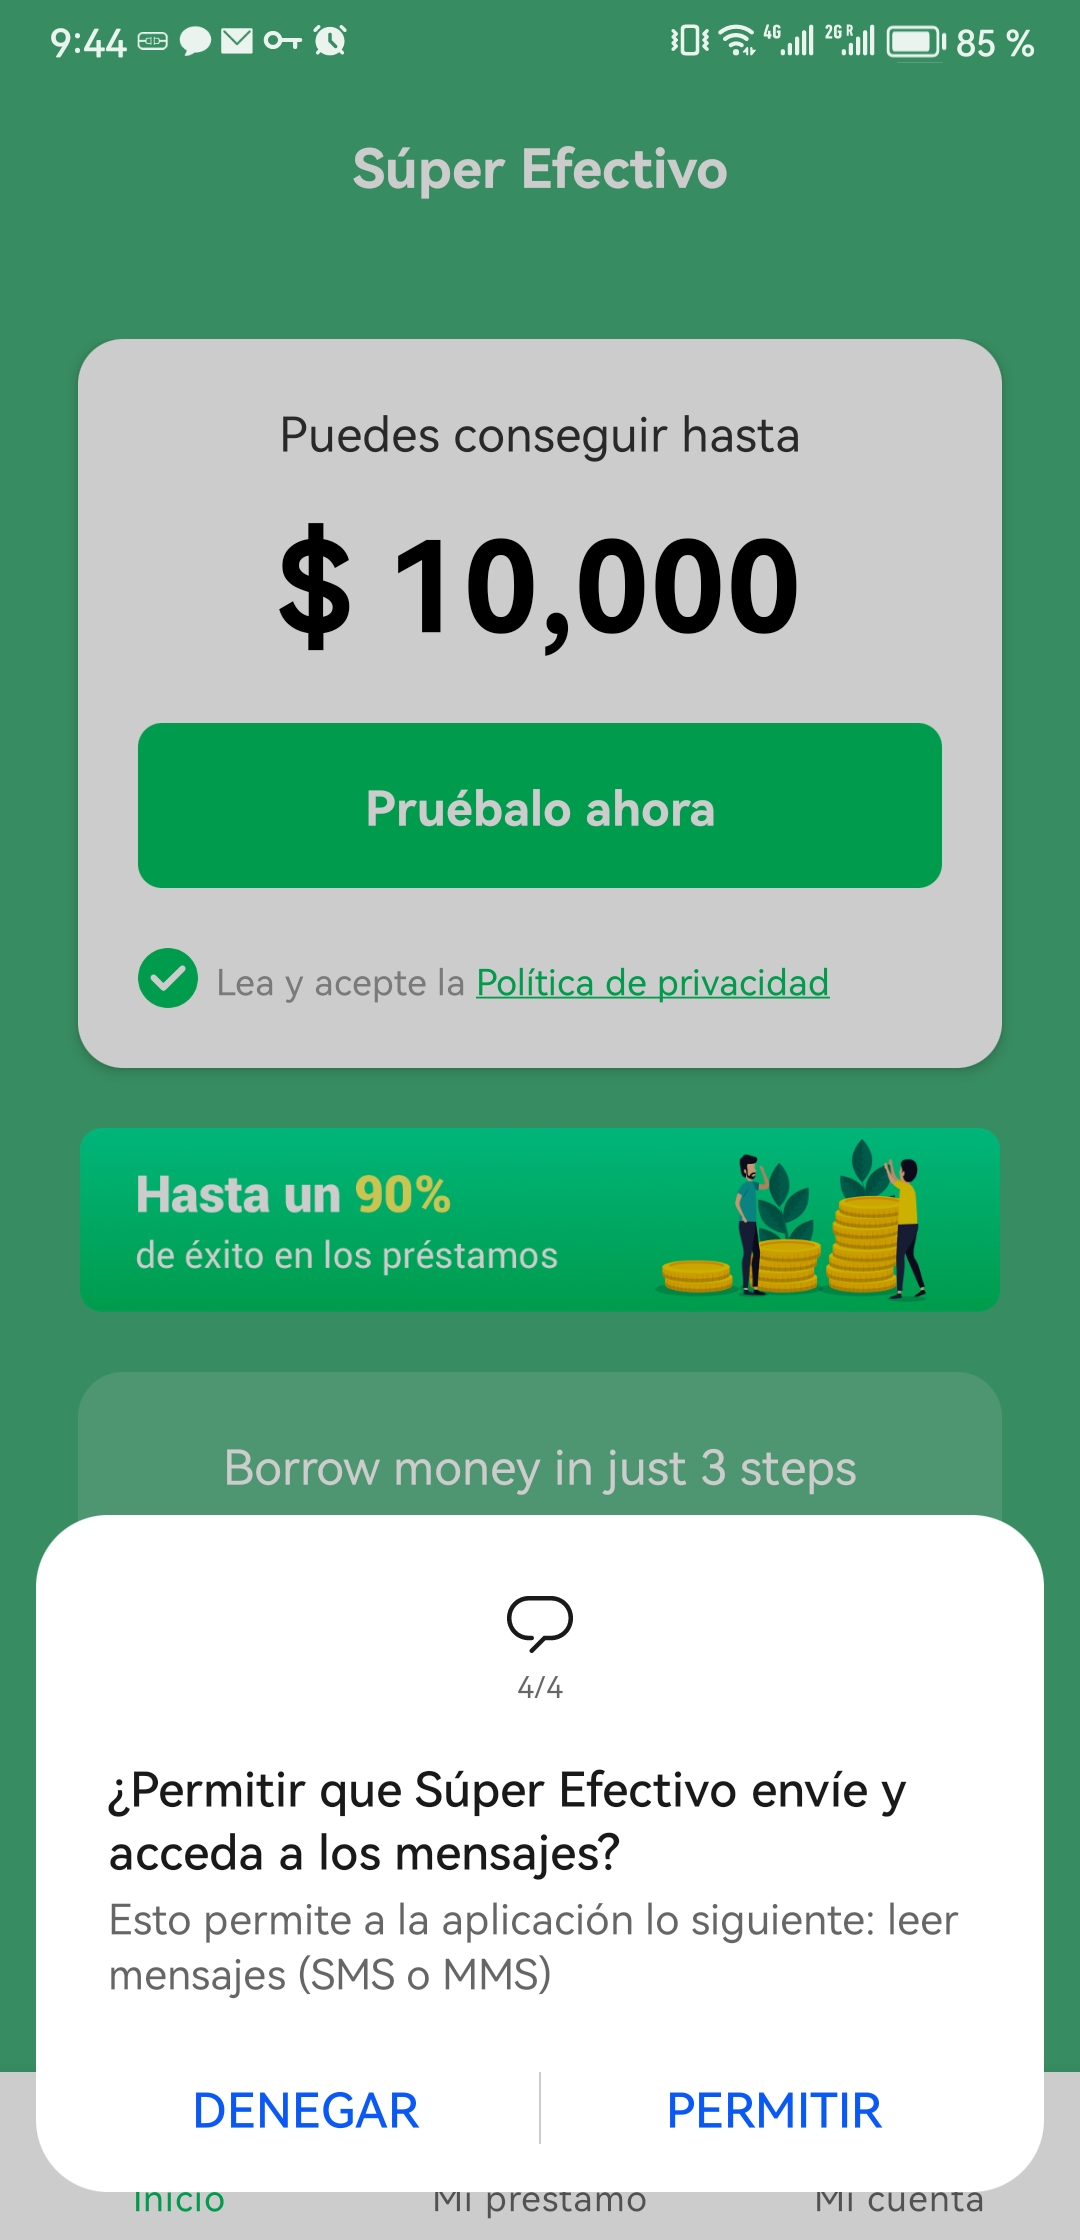 9:44
4G
2G R
85 %
Súper Efectivo
Puedes conseguir hasta
$ 10,000
Pruébalo ahora
Lea y acepte la Política de privacidad
Hasta un 90%
de éxito en los préstamos
Borrow money in just 3 steps
4/4
¿Permitir que Súper Efectivo envíe y
acceda a los mensajes?
Esto permite a la aplicación lo siguiente: leer
mensajes (SMS o MMS)
DENEGAR
PERMITIR
Inicio
Mi prestamo
Mi cuenta